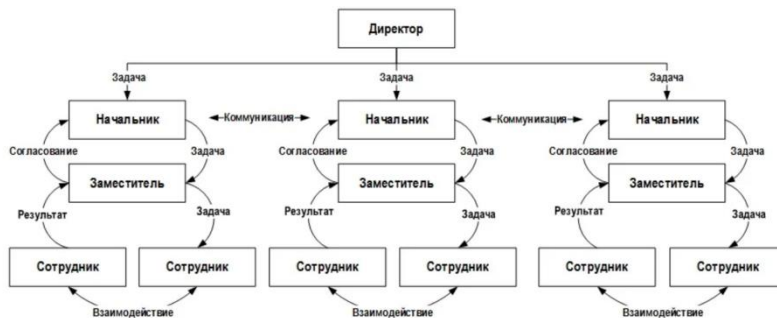 Директор
Задача Задача Задача
Начальник Коммуникация Начальник Коммуникация Начальник
Согласование Задача Согласование Задача Согласование Задача
Заместитель Заместитель Заместитель
Результат Задача Результат Задача Результат Задача
Сотрудник Сотрудник Сотрудник Сотрудник Сотрудник Сотрудник
Взаимодействие Взаимодействие Взаимодействие